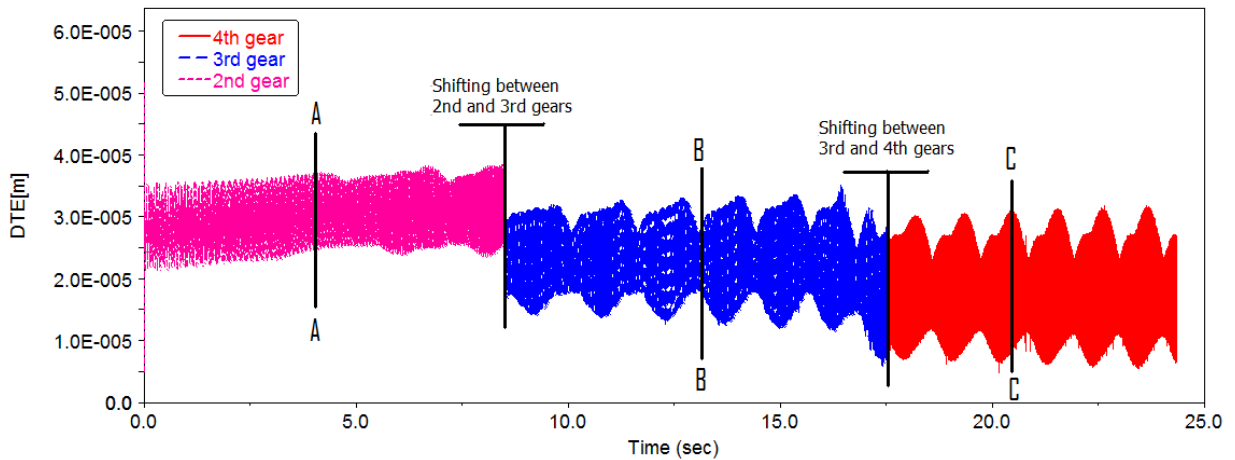 6.0E-005
5.0E-005
4.0E-005
3.0E-005
2.0E-005
1.0E-005
0.0
DTE[m]
4th gear
3rd gear
2nd gear
A
A
Shifting between
2nd and 3rd gears
B
B
Shifting between
3rd and 4th gears
C
C
0.0 5.0 10.0 15.0 20.0 25.0
Time (sec)